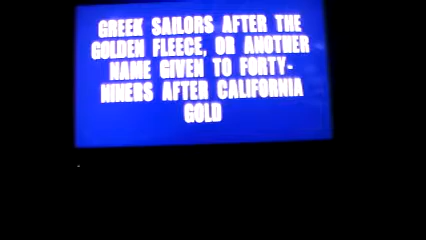 GREEK SAILORS AFTER THE
GOLDEN FLEECE, OR ANOTHER
NAME GIVEN TO FORTY-
NINERS AFTER CALIFORNIA
GOLD